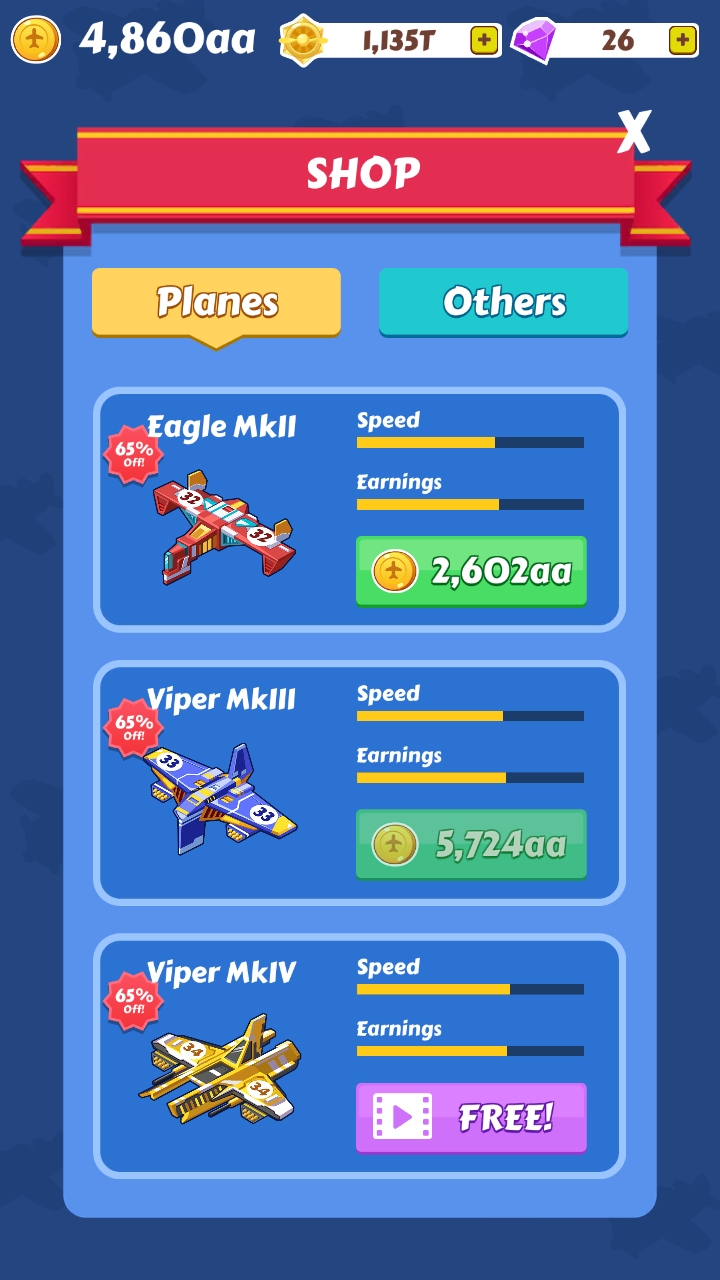 4,860aa 1,135T + 26 +
X
SHOP
Planes Others
Eagle MkII
65%
Off!
32
32
Speed
Earnings
2,602aa
Viper MkIII
65%
Off!
33
33
Speed
Earnings
5,724aa
Viper MkIV
65%
Off!
34
34
Speed
Earnings
FREE!